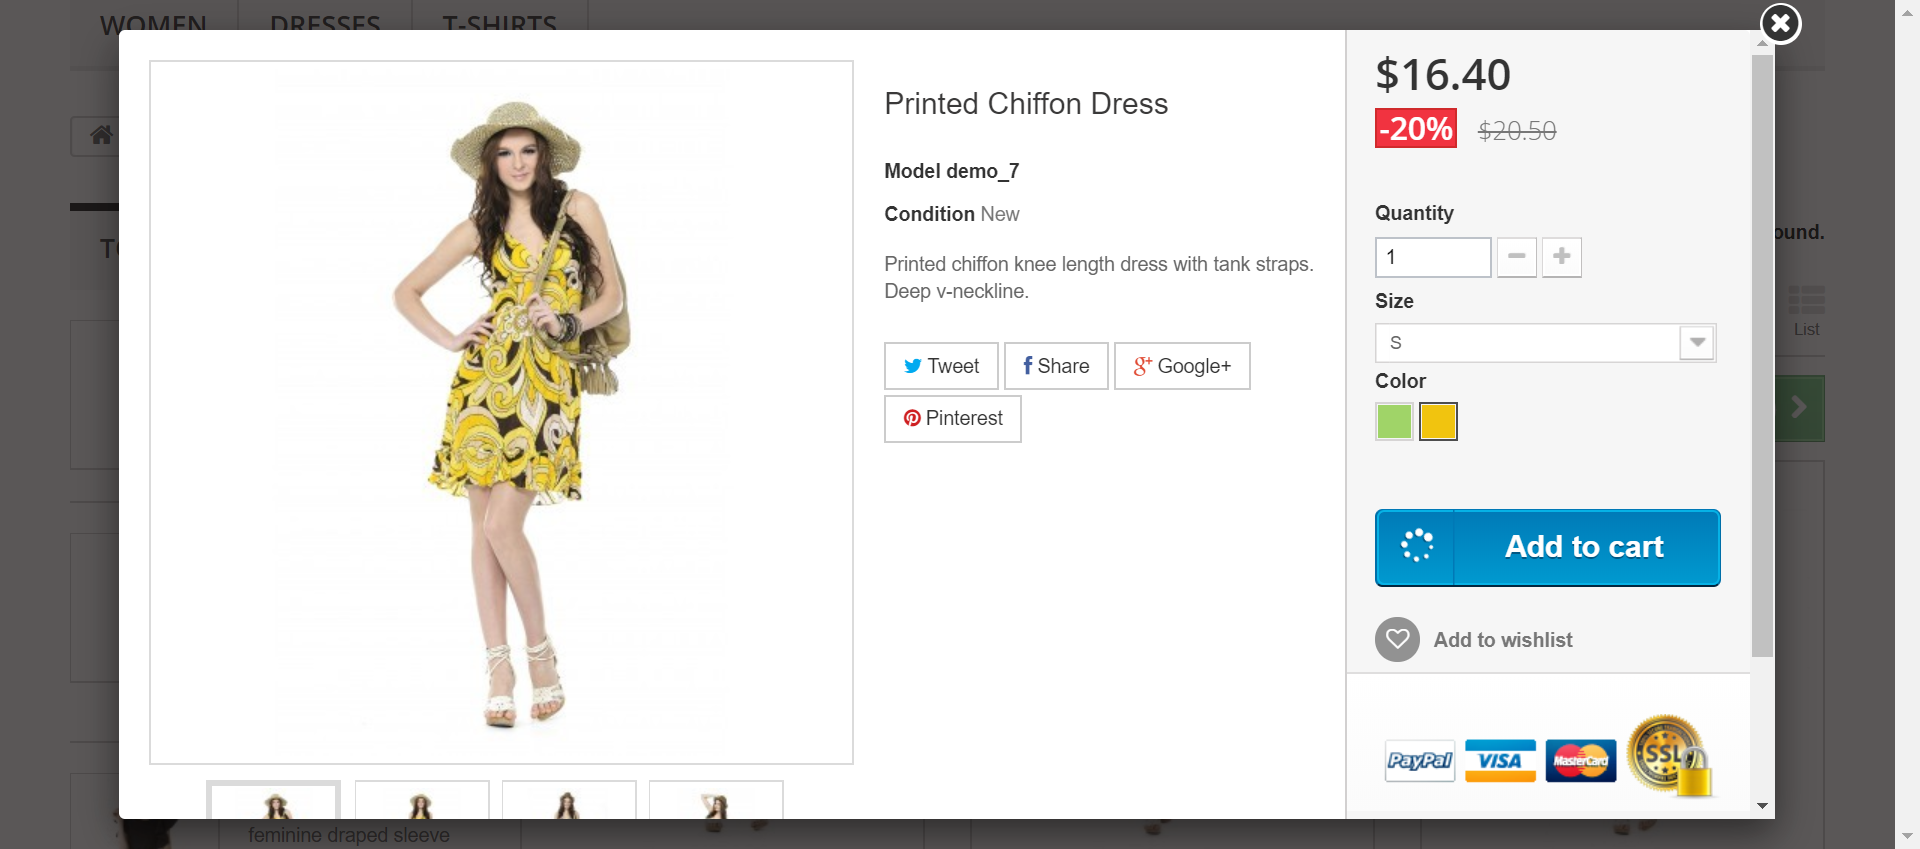 WOMEN
DRESSES
T-SHIRTS
ound.
List
feminine draped sleeve
Printed Chiffon Dress
Model demo_7
Condition New
Printed chiffon knee length dress with tank straps.
Deep v-neckline.
Tweet
Share
Google+
Pinterest
$16.40
-20% $20.50
Quantity
1
Size
S
Color
Add to cart
Add to wishlist
PayPal VISA MasterCard SSL